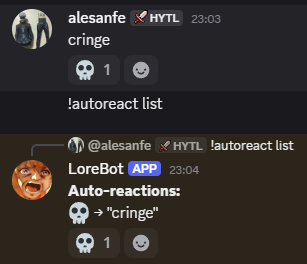 alesanfe HYTL 23:03
cringe
💀 1
!autoreact list
@alesanfe HYTL !autoreact list
LoreBot APP 23:04
Auto-reactions:
💀 → "cringe"
💀 1